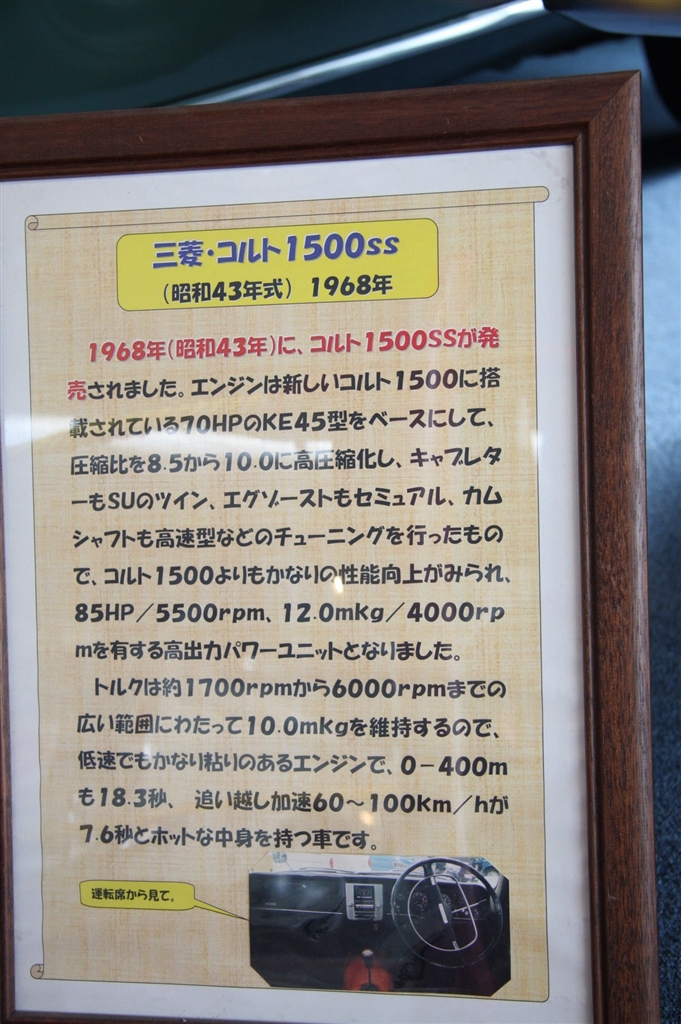 三菱・コルト1500SS
（昭和43年式） 1968年
1968年(昭和43年)に、コルト1500SSが発
売されました。エンジンは新しいコルト1500に搭
載されている70HPのKE45型をベースにして、
圧縮比を8.5から10.0に高圧縮化し、キャブレタ
ーもSUのツイン、エグゾーストもセミュアル、カム
シャフトも高速型などのチューニングを行ったもの
で、コルト1500よりもかなりの性能向上がみられ、
85HP／5500rpm、12.0mkg／4000rp
mを有する高出力パワーユニットとなりました。
トルクは約1700rpmから6000rpmまでの
広い範囲にわたって10.0mkgを維持するので、
低速でもかなり粘りのあるエンジンで、0－400m
も18.3秒、 追い越し加速60～100km／hが
7.6秒とホットな中身を持つ車です。
運転席から見て。